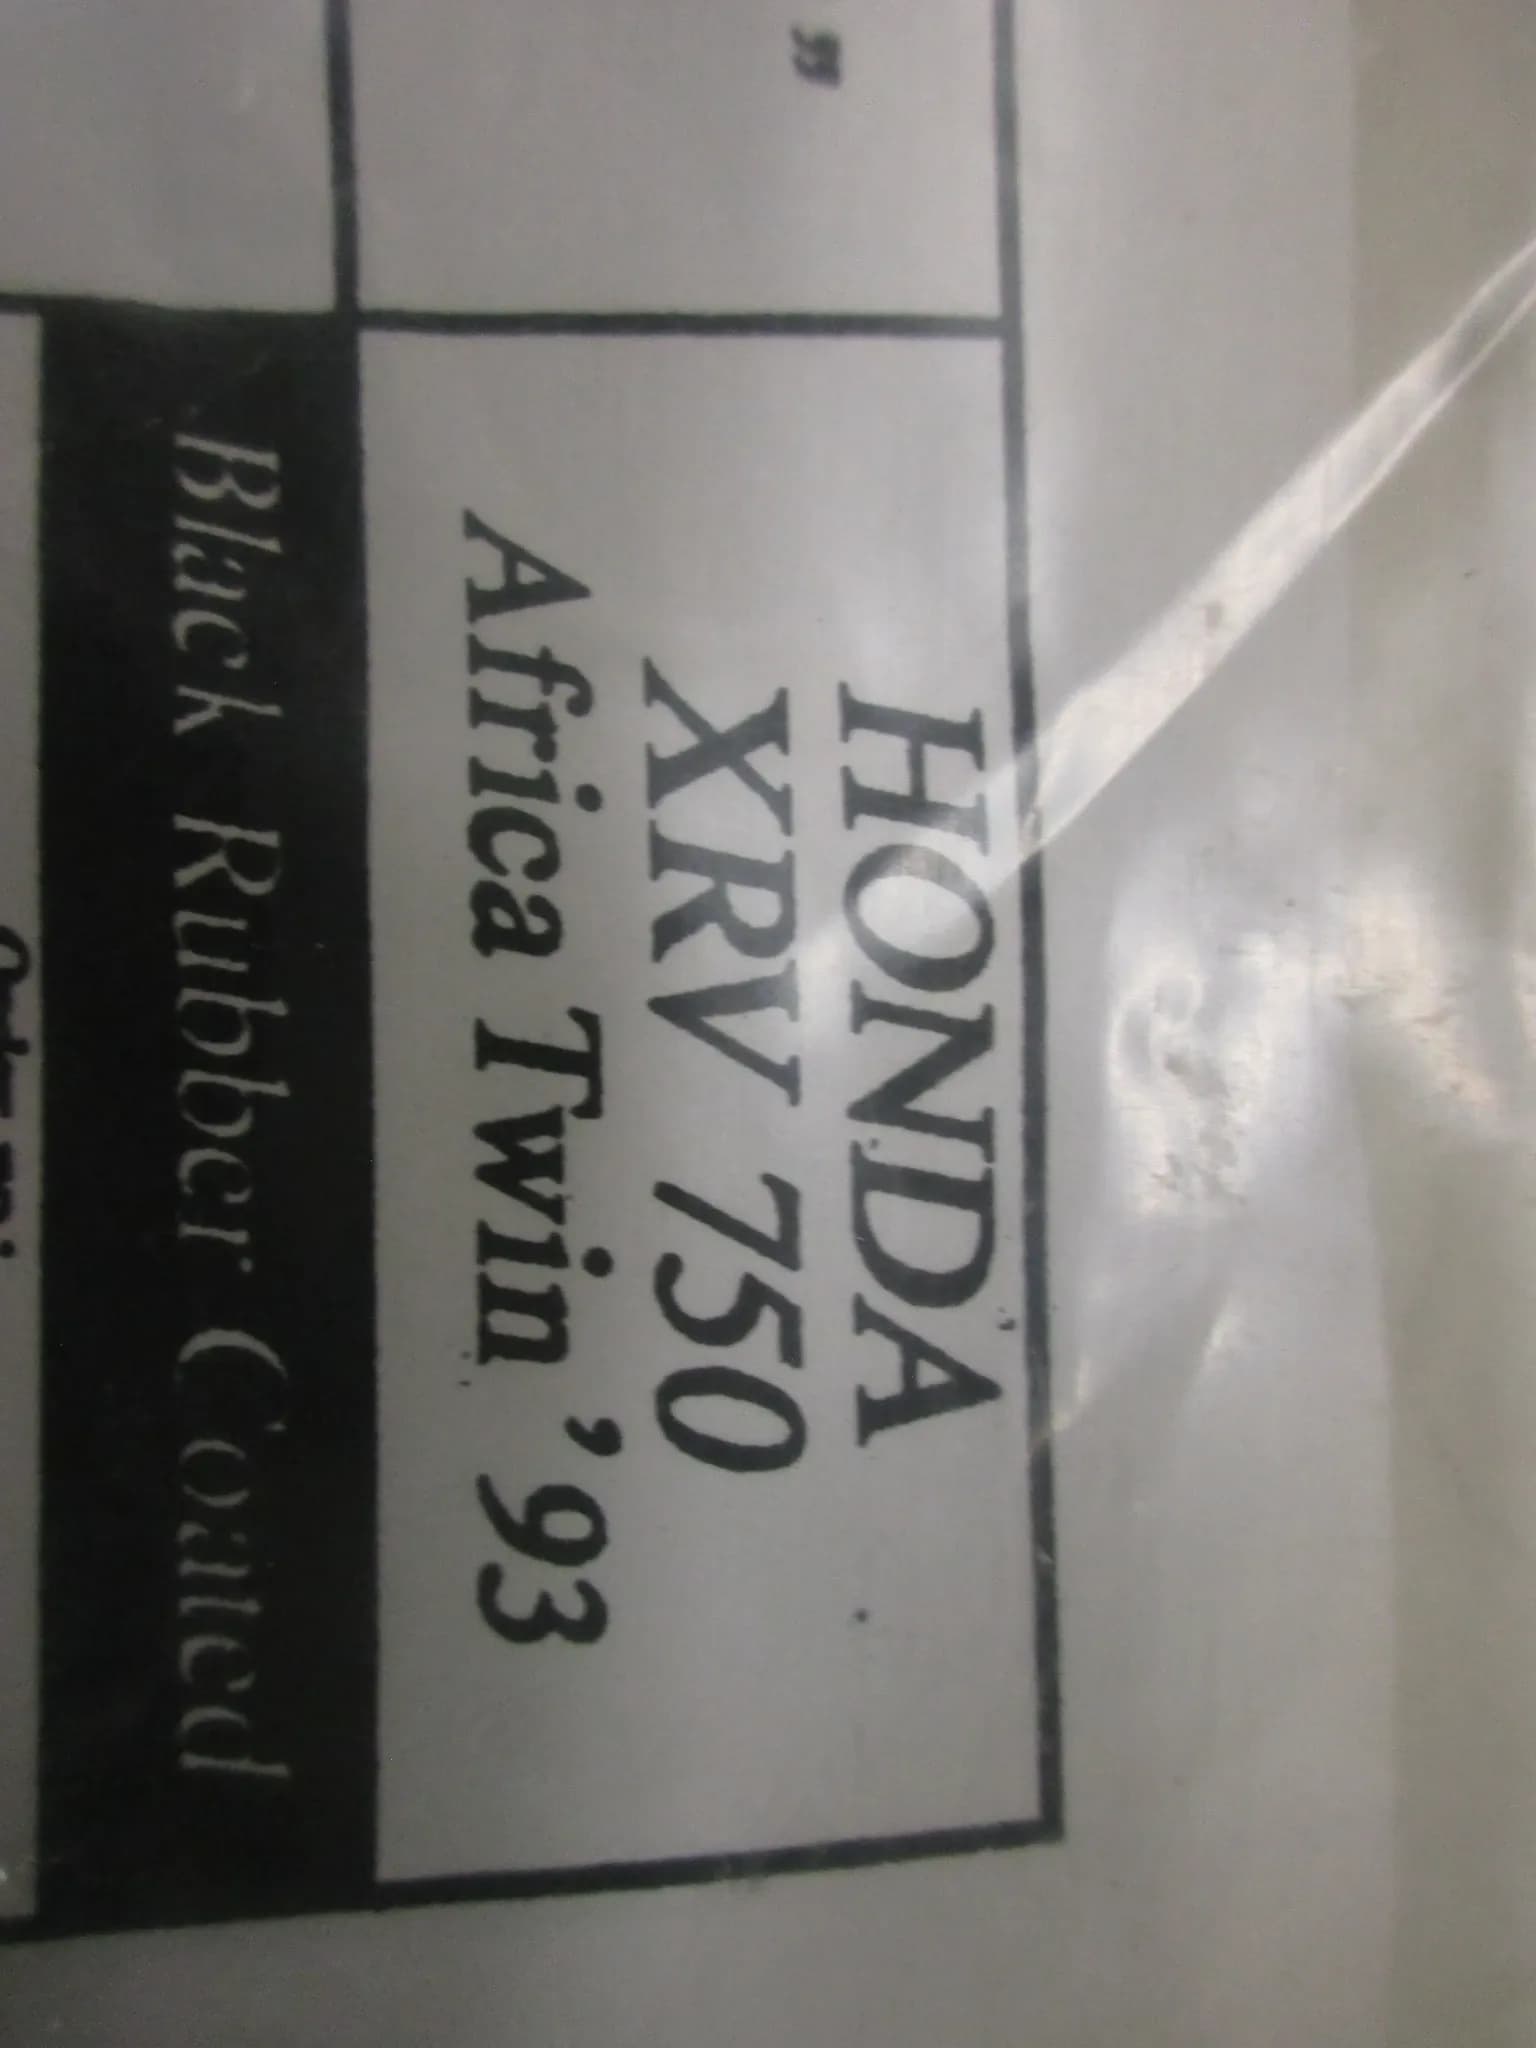 "
HONDA
XRV 750
Africa Twin '93
Black Rubber Coated